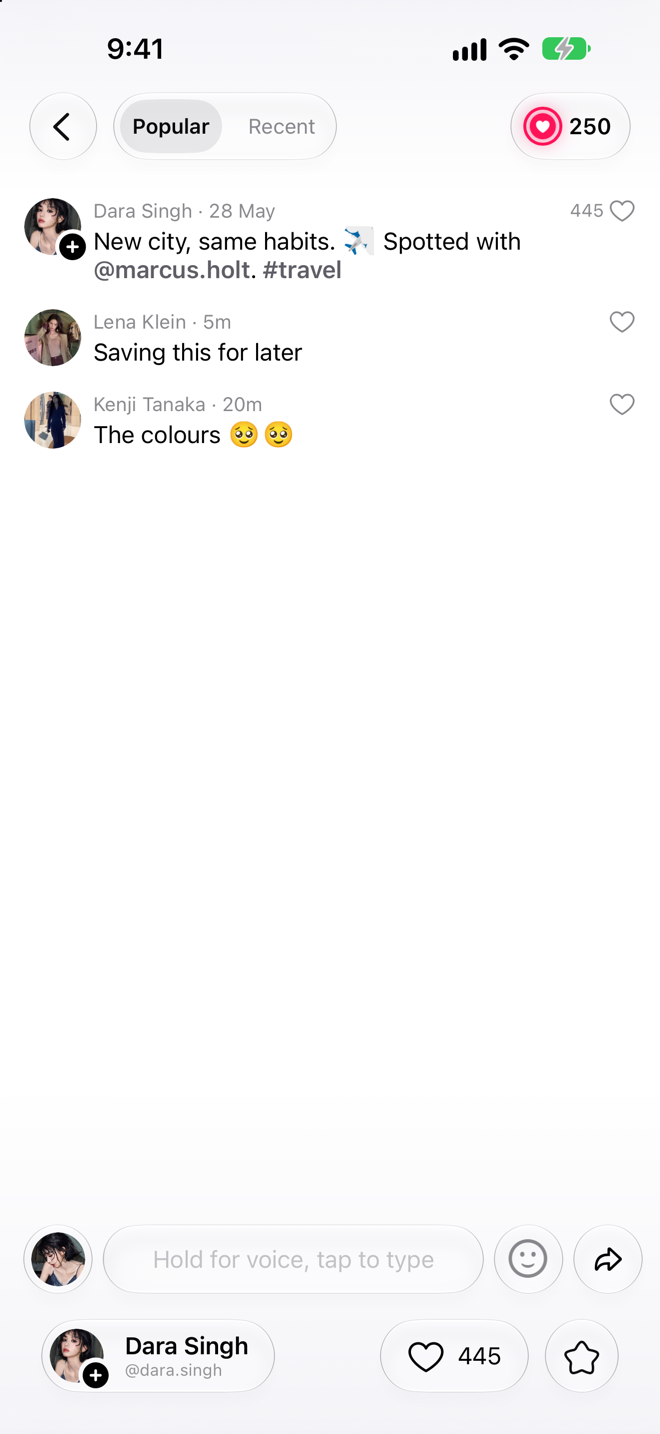 9:41
Popular
Recent
250
Dara Singh · 28 May
445
New city, same habits. ✈️ Spotted with
@marcus.holt. #travel
Lena Klein · 5m
Saving this for later
Kenji Tanaka · 20m
The colours 🥹🥹
Hold for voice, tap to type
Dara Singh
@dara.singh
445